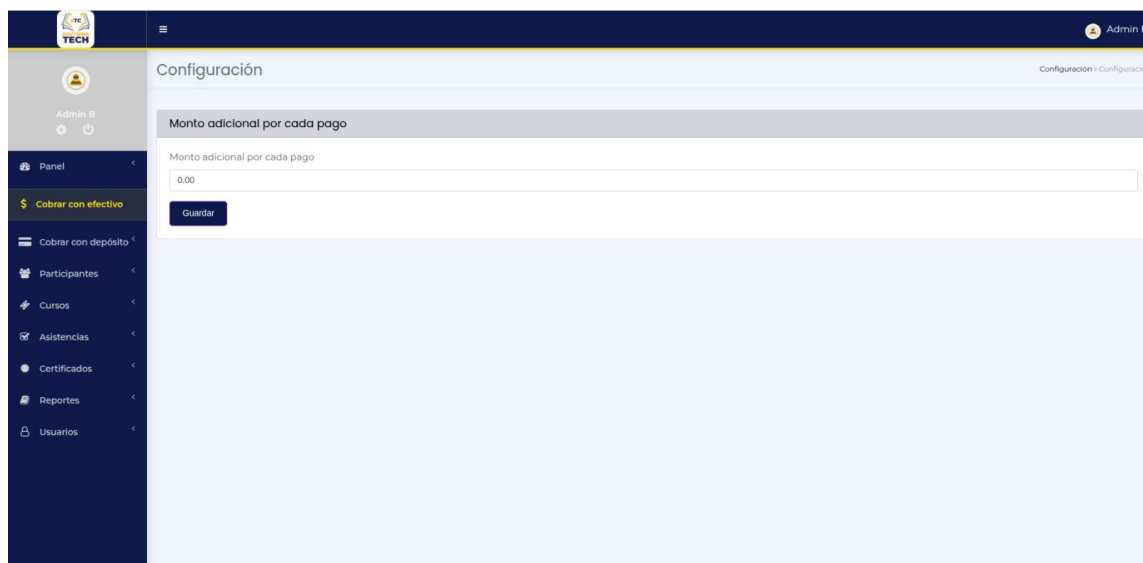 TC
TECH
Admin
Configuración
Configuración
Admin B
Monto adicional por cada pago
Monto adicional por cada pago
0.00
Guardar
Panel
Cobrar con efectivo
Cobrar con depósito
Participantes
Cursos
Asistencias
Certificados
Reportes
Usuarios